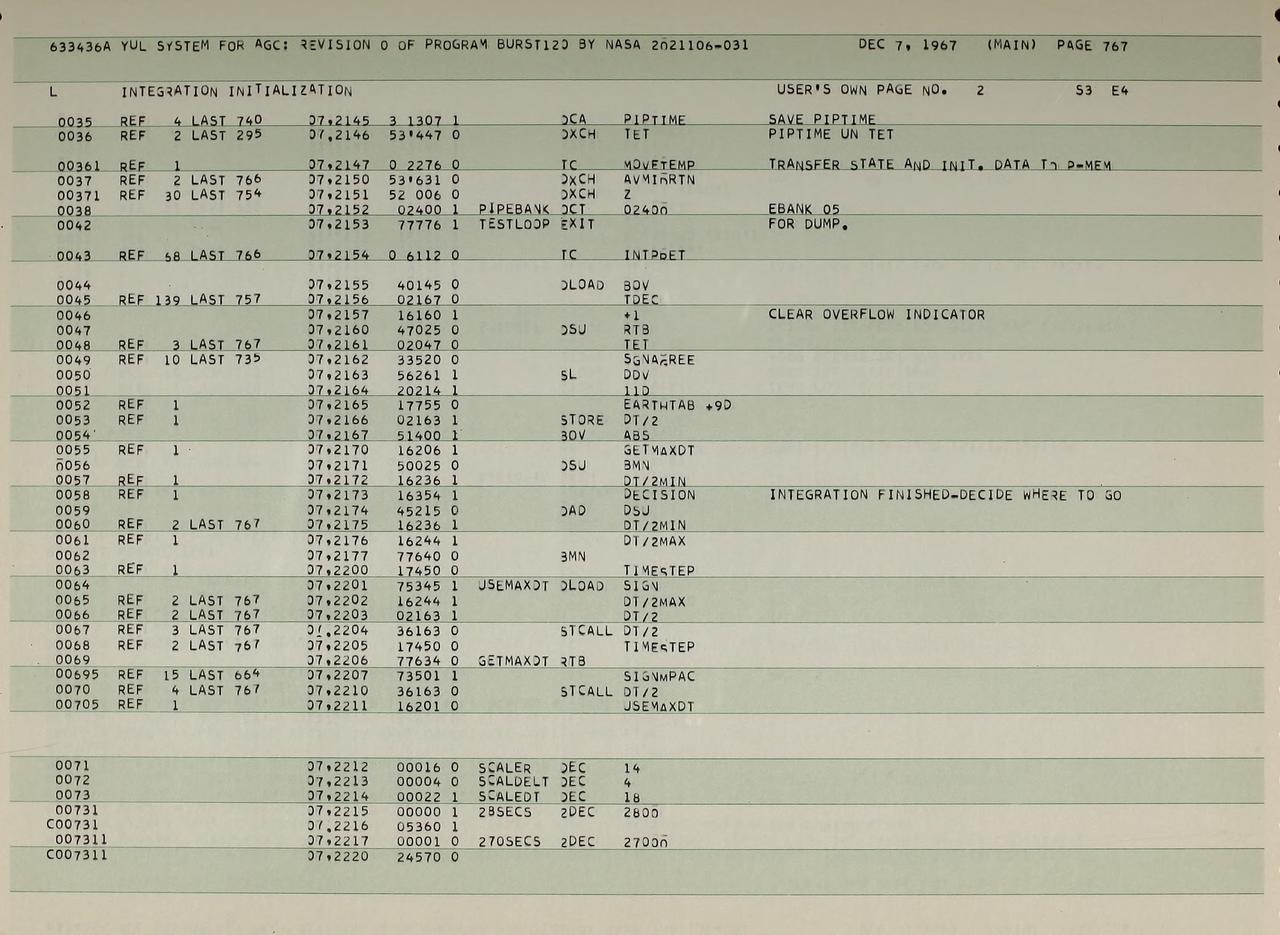 633436A YUL SYSTEM FOR AGC: REVISION 0 OF PROGRAM BURST120 BY NASA 2021106-031 DEC 7, 1967 (MAIN) PAGE 767
L INTEGRATION INITIALIZATION USER'S OWN PAGE NO. 2 S3 E4
0035 REF 4 LAST 740 07,2145 3 1307 1 DCA PIPTIME SAVE PIPTIME
0036 REF 2 LAST 295 07,2146 53'447 0 DXCH TET PIPTIME UN TET
00361 REF 1 07,2147 0 2276 0 TC MOVETEMP TRANSFER STATE AND INIT. DATA TO P-MEM
0037 REF 2 LAST 766 07,2150 53'631 0 DXCH AVMIDRTN
00371 REF 30 LAST 754 07,2151 52 006 0 DXCH Z
0038 07,2152 02400 1 PIPEBANK OCT 02400 EBANK 05
0042 07,2153 77776 1 TESTLOOP EXIT FOR DUMP.
0043 REF 68 LAST 766 07,2154 0 6112 0 TC INTPRET
0044 07,2155 40145 0 DLOAD BOV
0045 REF 139 LAST 757 07,2156 02167 0 TDEC
0046 07,2157 16160 1 +1 CLEAR OVERFLOW INDICATOR
0047 07,2160 47025 0 DSU RTB
0048 REF 3 LAST 767 07,2161 02047 0 TET
0049 REF 10 LAST 735 07,2162 33520 0 SGNAGREE
0050 07,2163 56261 1 SL DDV
0051 07,2164 20214 1 11D
0052 REF 1 07,2165 17755 0 EARTHTAB +9D
0053 REF 1 07,2166 02163 1 STORE DT/2
0054 07,2167 51400 1 BOV ABS
0055 REF 1 07,2170 16206 1 GETMAXDT
0056 07,2171 50025 0 DSU BMN
0057 REF 1 07,2172 16236 1 DT/2MIN
0058 REF 1 07,2173 16354 1 DECISION INTEGRATION FINISHED-DECIDE WHERE TO GO
0059 07,2174 45215 0 DAD DSU
0060 REF 2 LAST 767 07,2175 16236 1 DT/2MIN
0061 REF 1 07,2176 16244 1 DT/2MAX
0062 07,2177 77640 0 BMN
0063 REF 1 07,2200 17450 0 TIMESTEP
0064 07,2201 75345 1 USEMAXDT DLOAD SIGN
0065 REF 2 LAST 767 07,2202 16244 1 DT/2MAX
0066 REF 2 LAST 767 07,2203 02163 1 DT/2
0067 REF 3 LAST 767 07,2204 36163 0 STCALL DT/2
0068 REF 2 LAST 767 07,2205 17450 0 TIMESTEP
0069 07,2206 77634 0 GETMAXDT RTB
00695 REF 15 LAST 664 07,2207 73501 1 SIGNMPAC
0070 REF 4 LAST 767 07,2210 36163 0 STCALL DT/2
00705 REF 1 07,2211 16201 0 USEMAXDT
0071 07,2212 00016 0 SCALER DEC 14
0072 07,2213 00004 0 SCALDELT DEC 4
0073 07,2214 00022 1 SCALEDT DEC 18
00731 07,2215 00000 1 28SECS 2DEC 2800
C00731 07,2216 05360 1
007311 07,2217 00001 0 270SECS 2DEC 27000
C007311 07,2220 24570 0